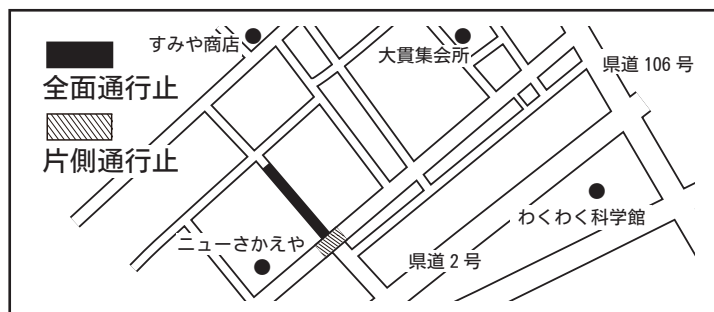 すみや商店
大貫集会所
県道 106 号
全面通行止
片側通行止
わくわく科学館
ニューさかえや
県道 2 号